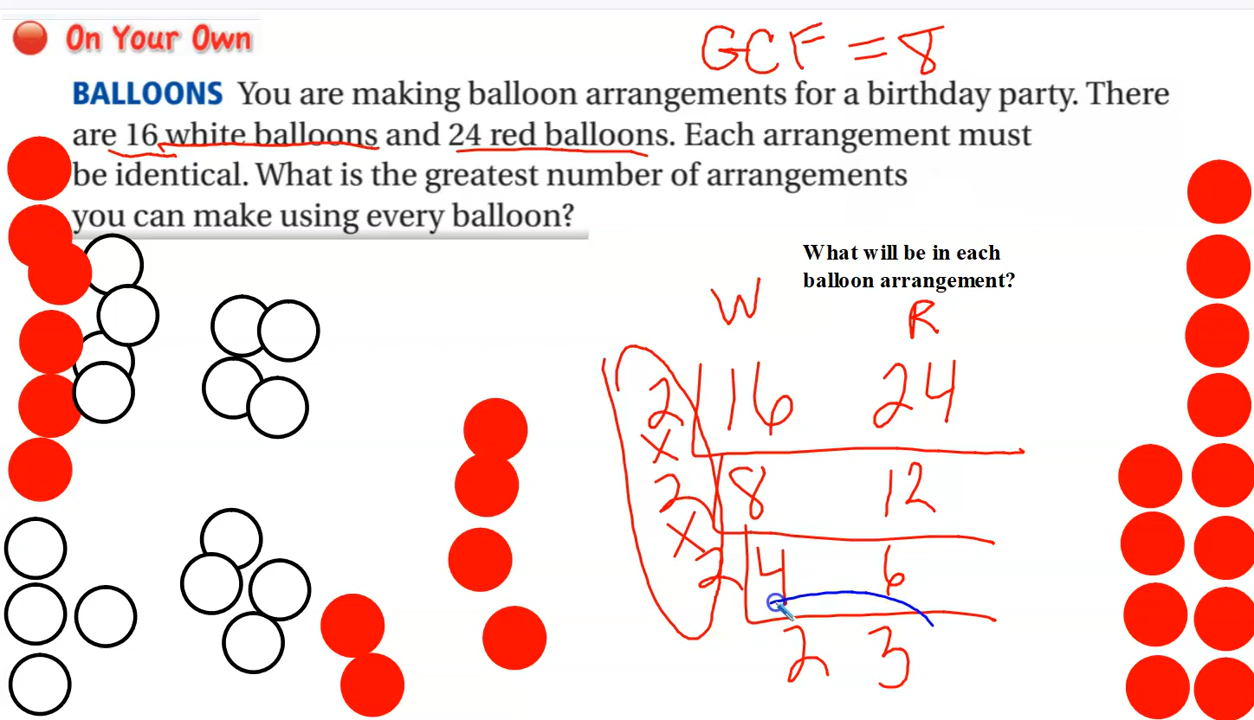 On Your Own
GCF = 8
BALLOONS You are making balloon arrangements for a birthday party. There
are 16 white balloons and 24 red balloons. Each arrangement must
be identical. What is the greatest number of arrangements
you can make using every balloon?
What will be in each
balloon arrangement?
W R
2 16 24
x
2 8 12
x
2 4 6
2 3